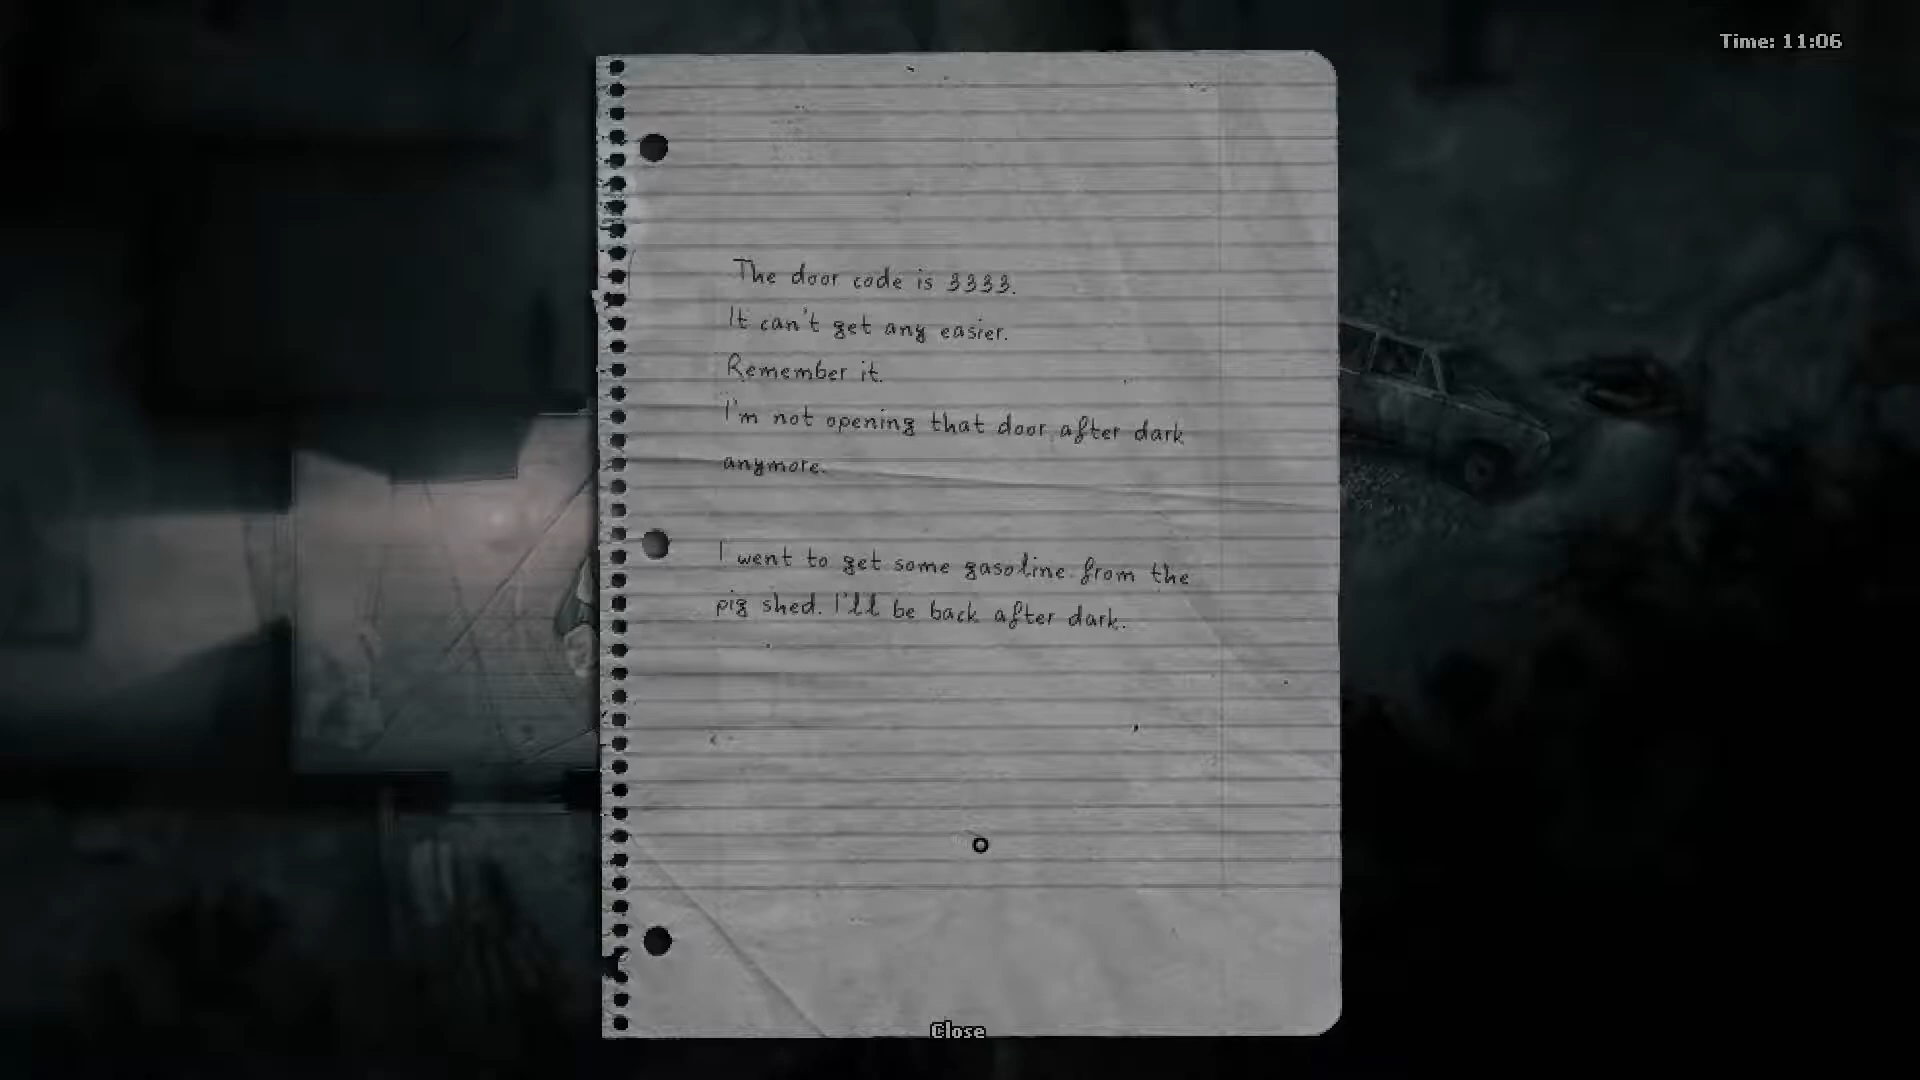 Time: 11:06
The door code is 3333.
It can't get any easier.
Remember it.
I'm not opening that door after dark
anymore.
I went to get some gasoline from the
pig shed. I'll be back after dark.
Close